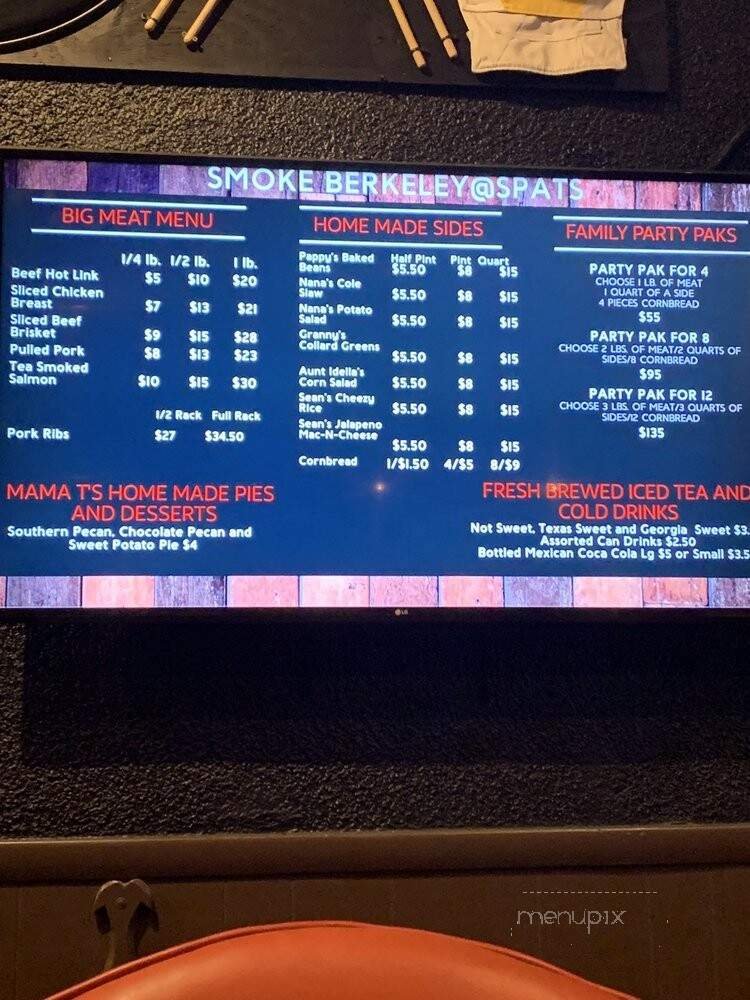 SMOKE BERKELEY@SPATS
BIG MEAT MENU
1/4 lb. 1/2 lb. 1 lb.
Beef Hot Link $5 $10 $20
Sliced Chicken
Breast $7 $13 $21
Sliced Beef
Brisket $9 $15 $28
Pulled Pork $8 $13 $23
Tea Smoked
Salmon $10 $15 $30
1/2 Rack Full Rack
Pork Ribs $27 $34.50
HOME MADE SIDES
Half Pint Pint Quart
Pappy's Baked
Beans $5.50 $8 $15
Nana's Cole
Slaw $5.50 $8 $15
Nana's Potato
Salad $5.50 $8 $15
Granny's
Collard Greens
$5.50 $8 $15
Aunt Idella's
Corn Salad $5.50 $8 $15
Sean's Cheezy
Rice $5.50 $8 $15
Sean's Jalapeno
Mac-N-Cheese
$5.50 $8 $15
Cornbread 1/$1.50 4/$5 8/$9
FAMILY PARTY PAKS
PARTY PAK FOR 4
CHOOSE 1 LB. OF MEAT
1 QUART OF A SIDE
4 PIECES CORNBREAD
$55
PARTY PAK FOR 8
CHOOSE 2 LBS. OF MEAT/2 QUARTS OF
SIDES/8 CORNBREAD
$95
PARTY PAK FOR 12
CHOOSE 3 LBS. OF MEAT/3 QUARTS OF
SIDES/12 CORNBREAD
$135
MAMA T'S HOME MADE PIES
AND DESSERTS
Southern Pecan, Chocolate Pecan and
Sweet Potato Pie $4
FRESH BREWED ICED TEA AND
COLD DRINKS
Not Sweet, Texas Sweet and Georgia Sweet $3.
Assorted Can Drinks $2.50
Bottled Mexican Coca Cola Lg $5 or Small $3.5
LG
menupix